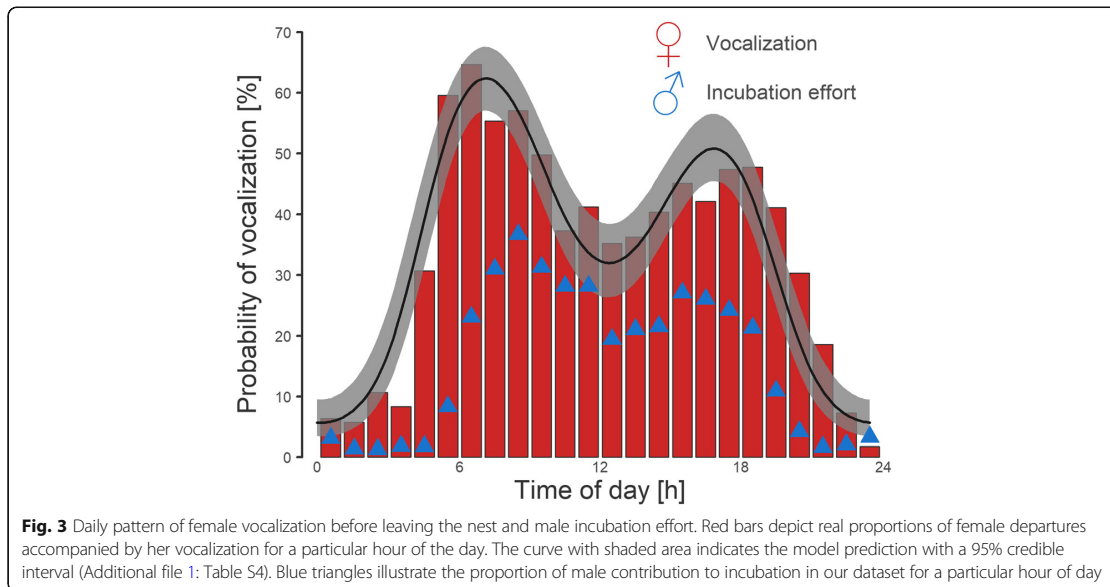 70
60
50
40
30
20
10
0
Probability of vocalization [%]
Vocalization
Incubation effort
0 6 12 18 24
Time of day [h]
Fig. 3 Daily pattern of female vocalization before leaving the nest and male incubation effort. Red bars depict real proportions of female departures
accompanied by her vocalization for a particular hour of the day. The curve with shaded area indicates the model prediction with a 95% credible
interval (Additional file 1: Table S4). Blue triangles illustrate the proportion of male contribution to incubation in our dataset for a particular hour of day